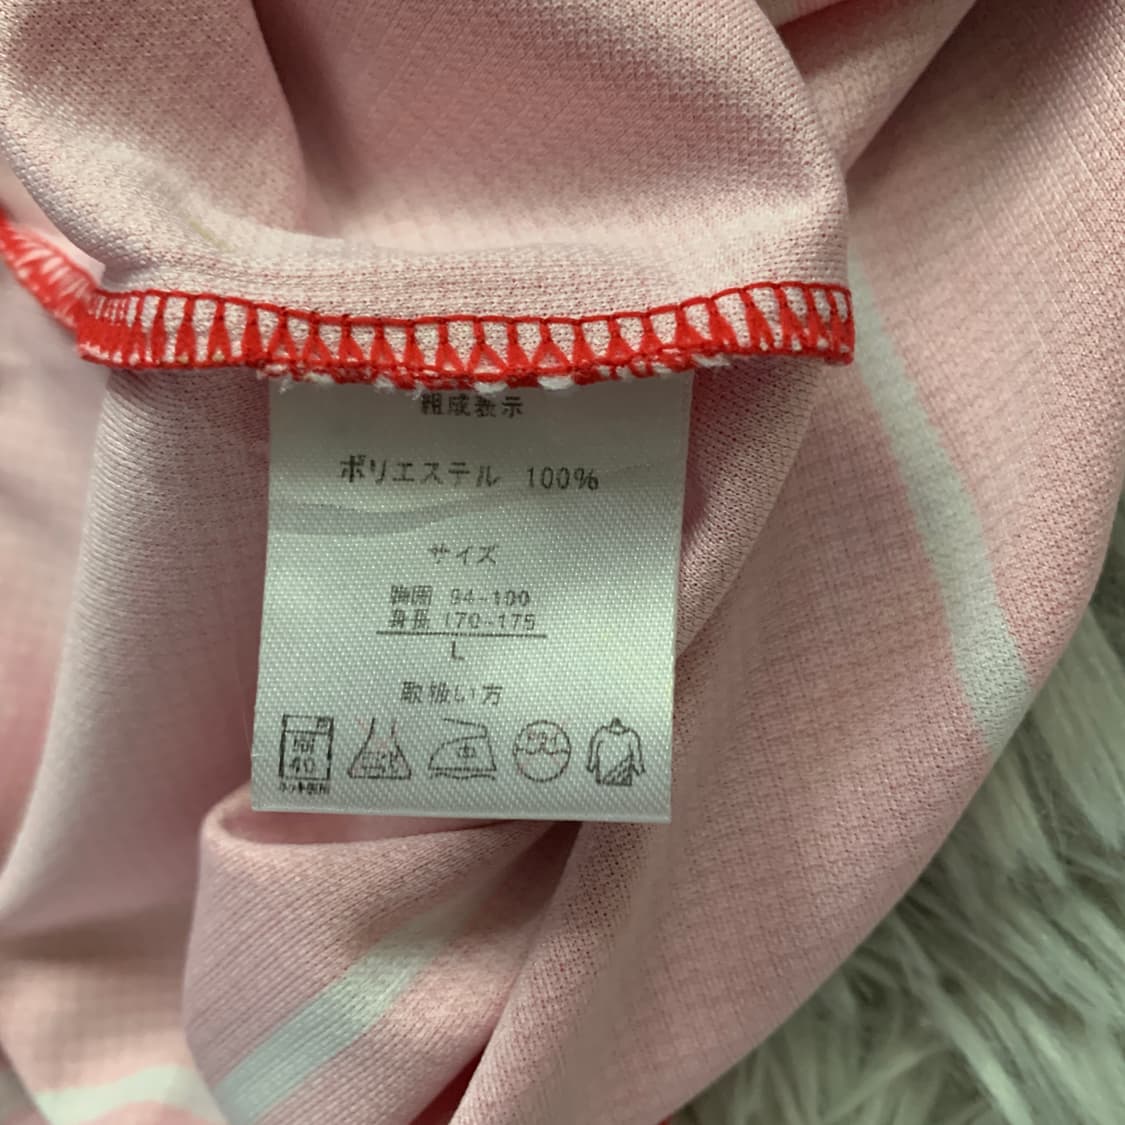 組成表示
ポリエステル 100%
サイズ
胸囲 94-100
身長 170-175
L
取扱い方
40
中